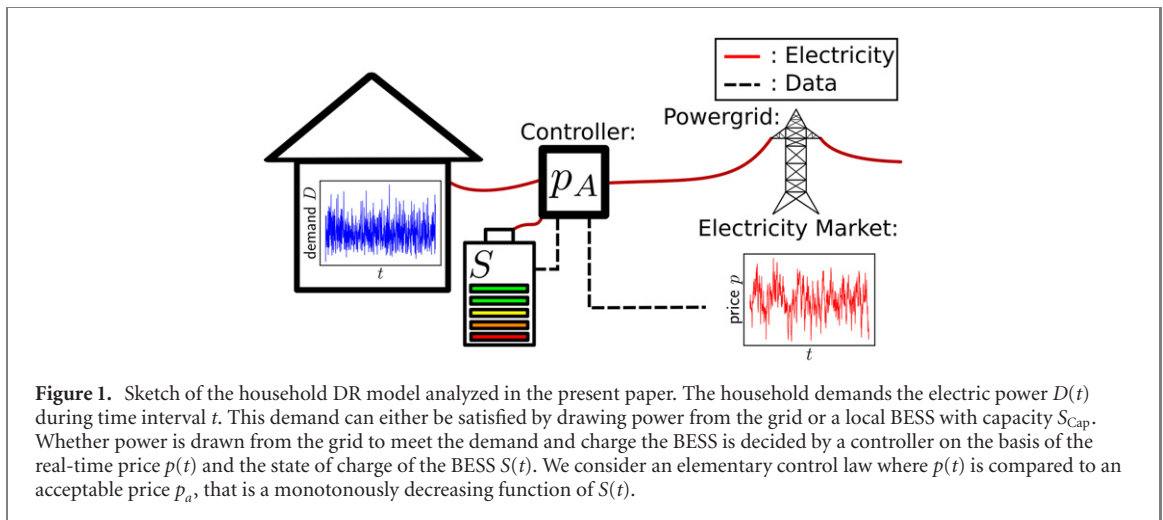 : Electricity
: Data
Powergrid:
Controller:
p_A
demand D
t
S
Electricity Market:
price p
t
Figure 1. Sketch of the household DR model analyzed in the present paper. The household demands the electric power D(t)
during time interval t. This demand can either be satisfied by drawing power from the grid or a local BESS with capacity S_Cap.
Whether power is drawn from the grid to meet the demand and charge the BESS is decided by a controller on the basis of the
real-time price p(t) and the state of charge of the BESS S(t). We consider an elementary control law where p(t) is compared to an
acceptable price p_a, that is a monotonously decreasing function of S(t).